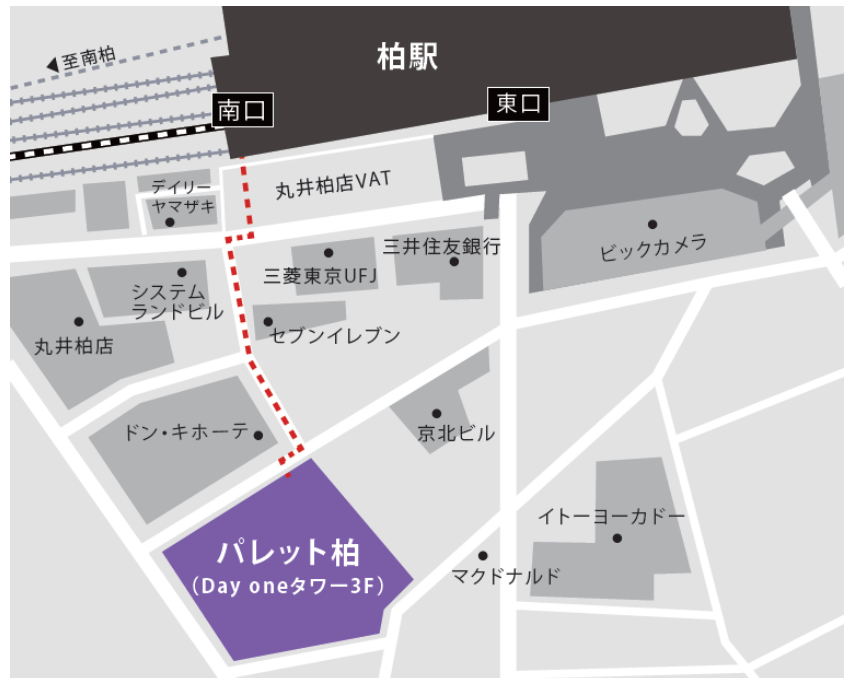 柏駅
至南柏
南口
東口
デイリー
ヤマザキ
丸井柏店VAT
三井住友銀行
ビックカメラ
三菱東京UFJ
システム
ランドビル
セブンイレブン
丸井柏店
ドン・キホーテ
京北ビル
イトーヨーカドー
マクドナルド
パレット柏
(Day oneタワー3F)